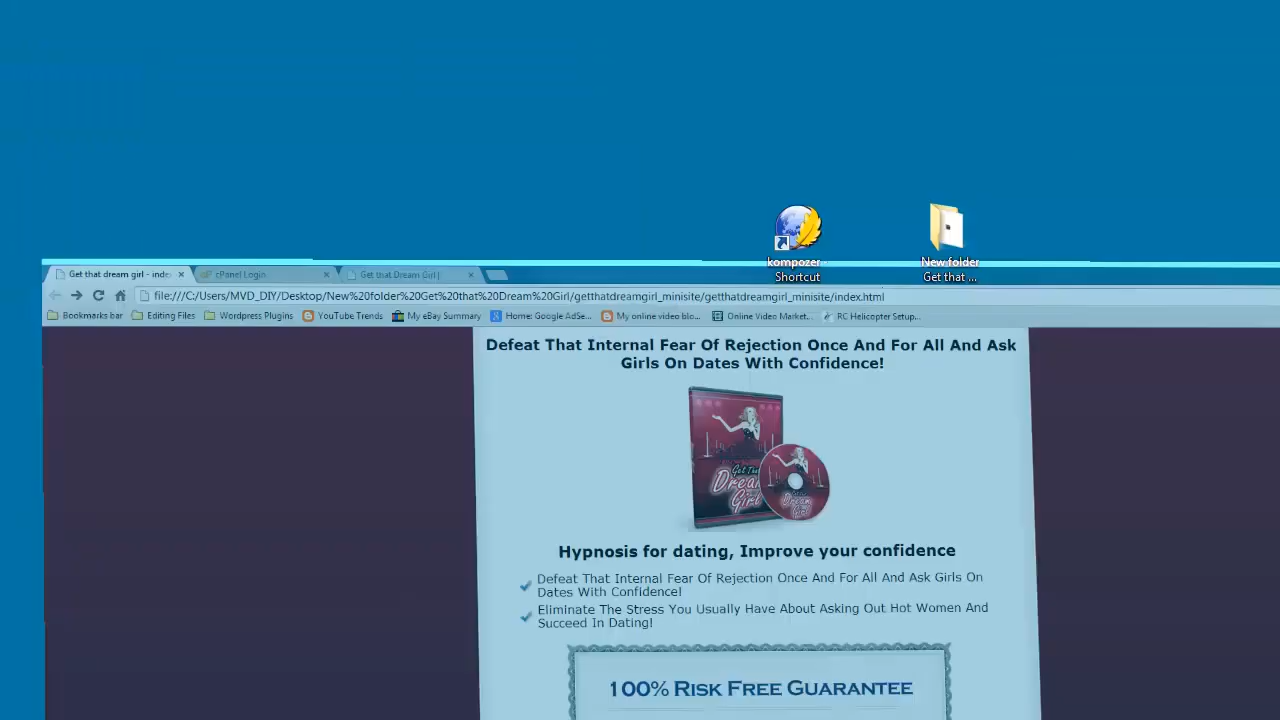 kompozer -
Shortcut
New folder
Get that ...
Get that dream girl - inde
cPanel Login
Get that Dream Girl |
file:///C:/Users/MVD_DIY/Desktop/New%20folder%20Get%20that%20Dream%20Girl/getthatdreamgirl_minisite/getthatdreamgirl_minisite/index.html
Bookmarks bar
Editing Files
Wordpress Plugins
YouTube Trends
My eBay Summary
Home: Google AdSe...
My online video blo...
Online Video Market...
RC Helicopter Setup...
Defeat That Internal Fear Of Rejection Once And For All And Ask
Girls On Dates With Confidence!
Get That
Dream
Girl
Hypnosis for dating, Improve your confidence
Defeat That Internal Fear Of Rejection Once And For All And Ask Girls On
Dates With Confidence!
Eliminate The Stress You Usually Have About Asking Out Hot Women And
Succeed In Dating!
100% Risk Free Guarantee